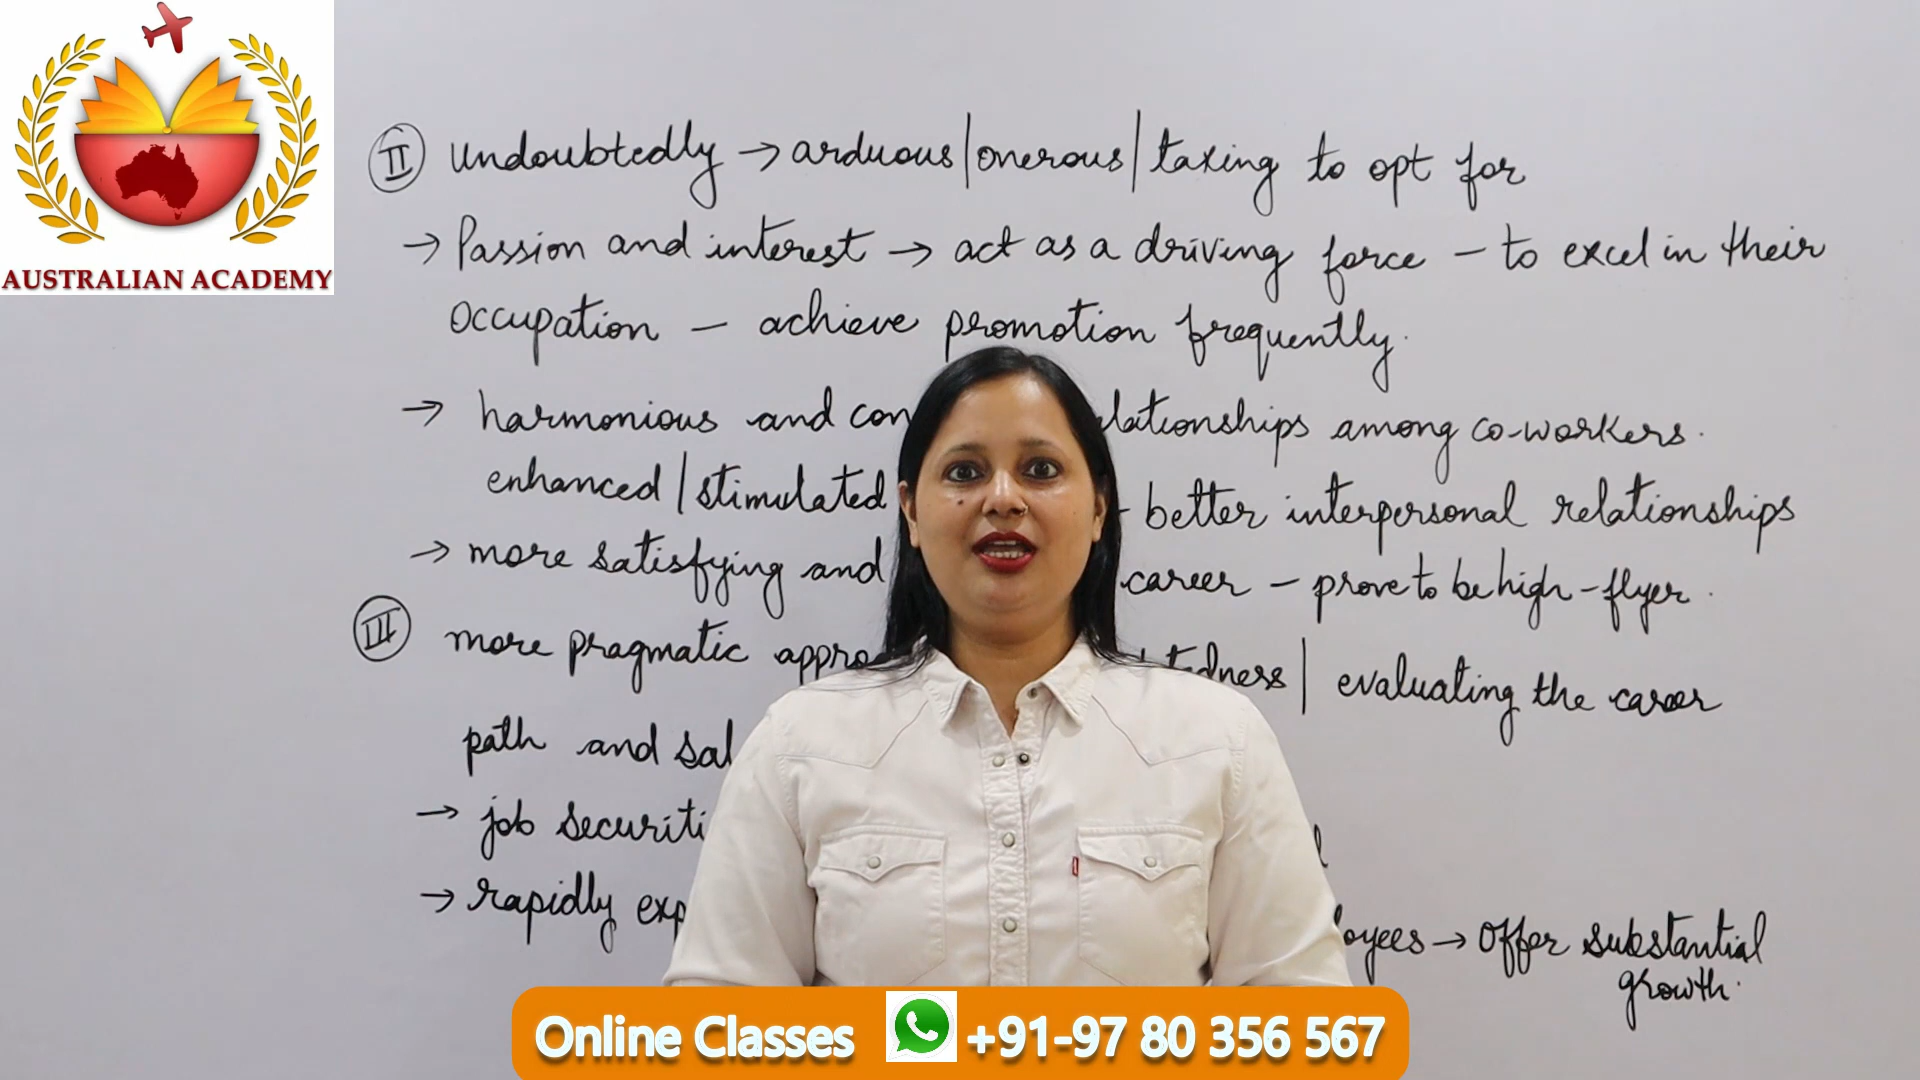 AUSTRALIAN ACADEMY
II undoubtedly → arduous | onerous | taxing to opt for
→ Passion and interest → act as a driving force – to excel in their
occupation – achieve promotion frequently.
→ harmonious and con lationships among co-workers.
enhanced | stimulated - better interpersonal relationships
→ more satisfying and career – prove to be high-flyer.
III more pragmatic appro tedness | evaluating the career
path and sal
→ job securiti
→ rapidly exp oyees → offer substantial
growth.
Online Classes +91-97 80 356 567